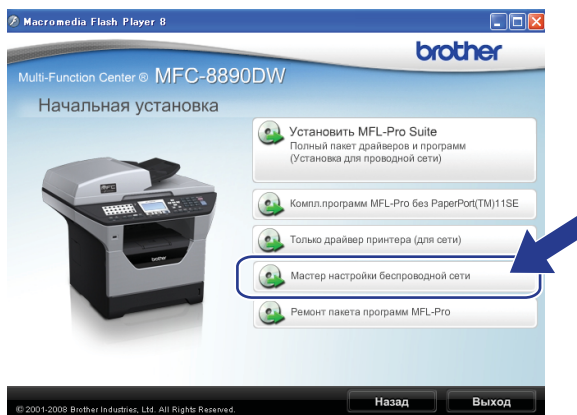 Macromedia Flash Player 8
brother
Multi-Function Center ® MFC-8890DW
Начальная установка
Установить MFL-Pro Suite
Полный пакет драйверов и программ
(Установка для проводной сети)
Компл.программ MFL-Pro без PaperPort(TM)11SE
Только драйвер принтера (для сети)
Мастер настройки беспроводной сети
Ремонт пакета программ MFL-Pro
Назад
Выход
© 2001-2008 Brother Industries, Ltd. All Rights Reserved.